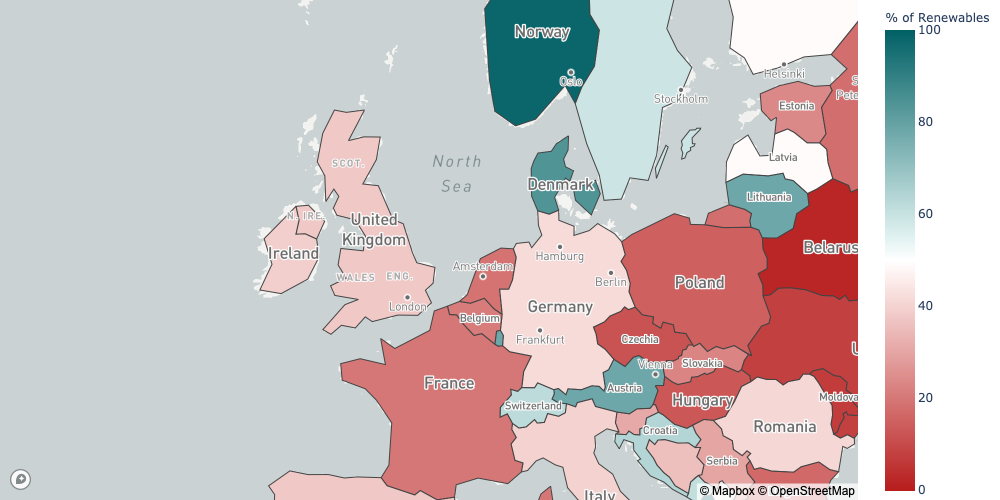 % of Renewables
100
80
60
40
20
0
Norway
Oslo
Stockholm
Helsinki
Estonia
Latvia
Lithuania
Belarus
North
Sea
SCOT.
N. IRE.
Ireland
United
Kingdom
WALES
ENG.
London
Denmark
Hamburg
Berlin
Amsterdam
Germany
Poland
Belgium
Frankfurt
Czechia
Slovakia
Vienna
Austria
France
Switzerland
Hungary
Moldova
Croatia
Romania
Serbia
Italy
© Mapbox © OpenStreetMap